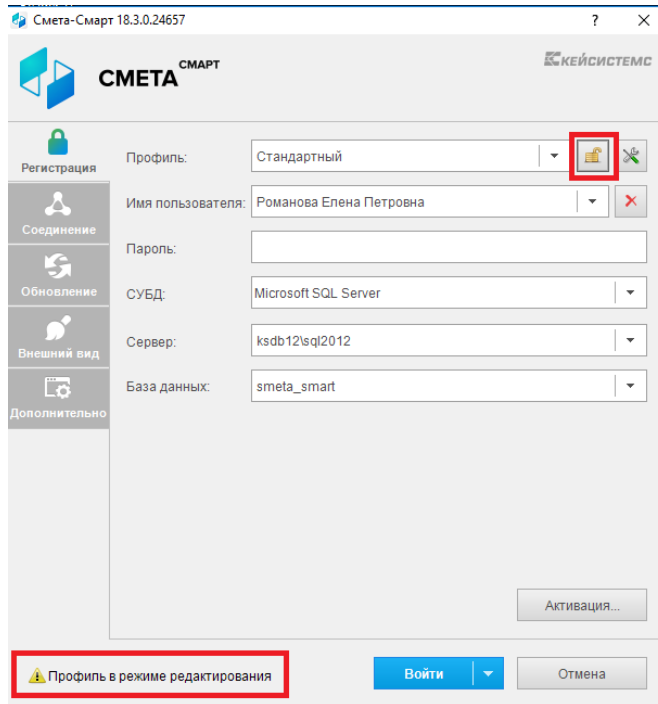 Смета-Смарт 18.3.0.24657
СМЕТА СМАРТ
КЕЙСИСТЕМС
Регистрация
Соединение
Обновление
Внешний вид
Дополнительно
Профиль: Стандартный
Имя пользователя: Романова Елена Петровна
Пароль:
СУБД: Microsoft SQL Server
Сервер: ksdb12\sql2012
База данных: smeta_smart
Активация...
Профиль в режиме редактирования
Войти
Отмена